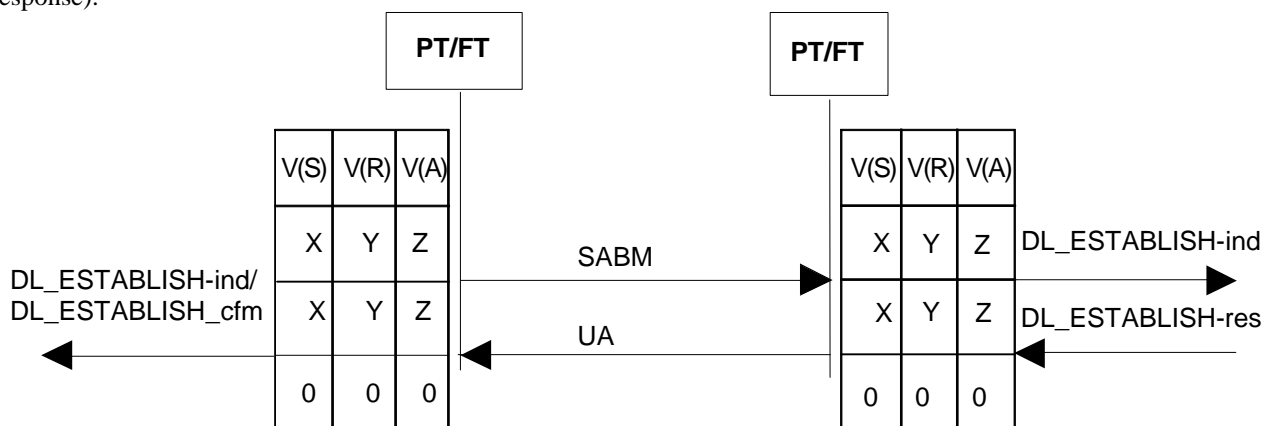 esponse).
PT/FT PT/FT
V(S) V(R) V(A) V(S) V(R) V(A)
X Y Z X Y Z DL_ESTABLISH-ind
SABM
DL_ESTABLISH-ind/
DL_ESTABLISH_cfm X Y Z X Y Z DL_ESTABLISH-res
UA
0 0 0 0 0 0